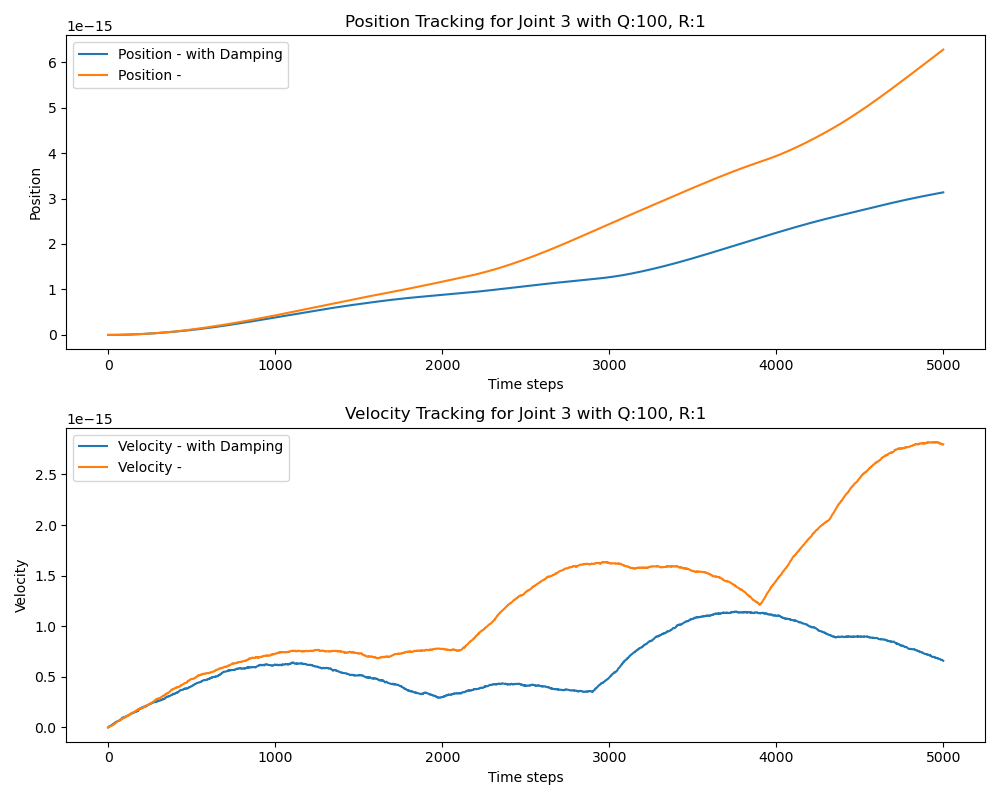 Position Tracking for Joint 3 with Q:100, R:1
1e−15
Position - with Damping
Position -
6
5
4
3
2
1
0
Position
0 1000 2000 3000 4000 5000
Time steps
Velocity Tracking for Joint 3 with Q:100, R:1
1e−15
Velocity - with Damping
Velocity -
2.5
2.0
1.5
1.0
0.5
0.0
Velocity
0 1000 2000 3000 4000 5000
Time steps